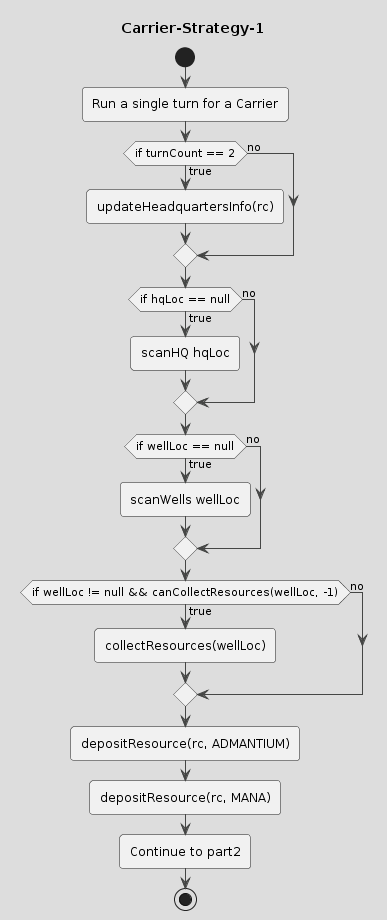 Carrier-Strategy-1
Run a single turn for a Carrier
if turnCount == 2
no
true
updateHeadquartersInfo(rc)
if hqLoc == null
no
true
scanHQ hqLoc
if wellLoc == null
no
true
scanWells wellLoc
if wellLoc != null && canCollectResources(wellLoc, -1)
no
true
collectResources(wellLoc)
depositResource(rc, ADMANTIUM)
depositResource(rc, MANA)
Continue to part2